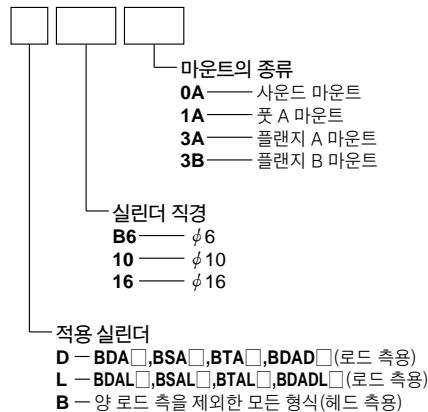 마운트의 종류
0A — 사운드 마운트
1A — 풋 A 마운트
3A — 플랜지 A 마운트
3B — 플랜지 B 마운트
실린더 직경
B6 — ϕ6
10 — ϕ10
16 — ϕ16
적용 실린더
D — BDA□,BSA□,BTA□,BDAD□(로드 측용)
L — BDAL□,BSAL□,BTAL□,BDADL□(로드 측용)
B — 양 로드 측을 제외한 모든 형식(헤드 측용)